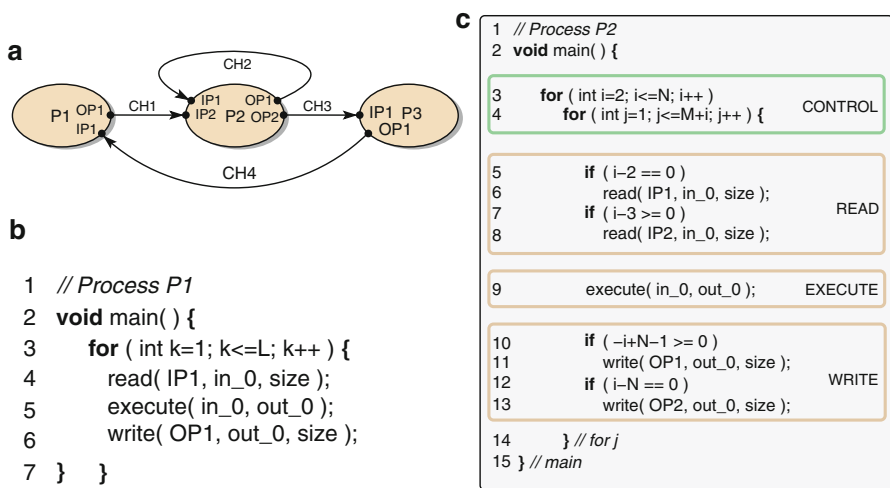 a
CH2
P1
OP1
IP1
CH1
IP1
IP2
P2
OP1
OP2
CH3
IP1 P3
OP1
CH4
b
1 // Process P1
2 void main( ) {
3 for ( int k=1; k<=L; k++ ) {
4 read( IP1, in_0, size );
5 execute( in_0, out_0 );
6 write( OP1, out_0, size );
7 } }
c
1 // Process P2
2 void main( ) {
3 for ( int i=2; i<=N; i++ )
4 for ( int j=1; j<=M+i; j++ ) {
CONTROL
5 if ( i-2 == 0 )
6 read( IP1, in_0, size );
7 if ( i-3 >= 0 )
8 read( IP2, in_0, size );
READ
9 execute( in_0, out_0 );
EXECUTE
10 if ( -i+N-1 >= 0 )
11 write( OP1, out_0, size );
12 if ( i-N == 0 )
13 write( OP2, out_0, size );
WRITE
14 } // for j
15 } // main